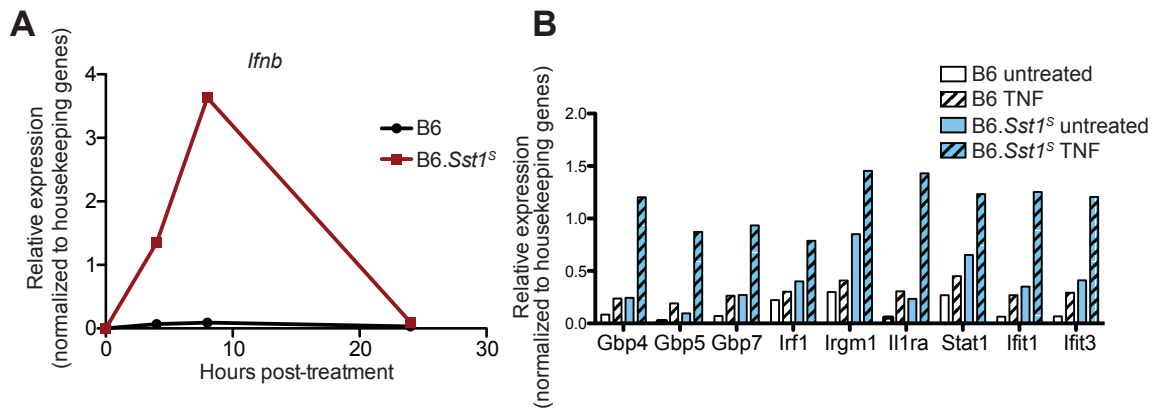 A
Ifnb
Relative expression
(normalized to housekeeping genes)
4
3
2
1
0
0
10
20
30
Hours post-treatment
B6
B6.Sst1ˢ
B
B6 untreated
B6 TNF
B6.Sst1ˢ untreated
B6.Sst1ˢ TNF
Relative expression
(normalized to housekeeping genes)
2.0
1.5
1.0
0.5
0.0
Gbp4 Gbp5 Gbp7 Irf1 Irgm1 Il1ra Stat1 Ifit1 Ifit3